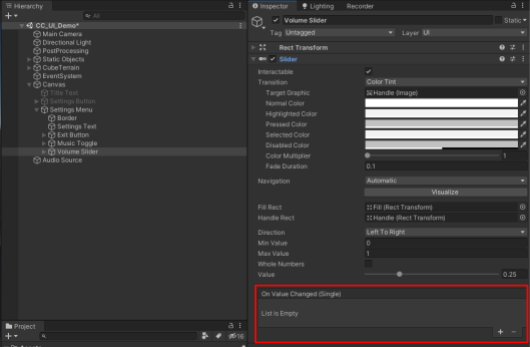 Hierarchy
All
CC_UI_Demo*
Main Camera
Directional Light
PostProcessing
Static Objects
CubeTerrain
EventSystem
Canvas
Title Text
Settings Button
Settings Menu
Border
Settings Text
Exit Button
Music Toggle
Volume Slider
Audio Source
Project
18
Assets
Inspector
Lighting
Recorder
Volume Slider
Static
Tag Untagged Layer UI
Rect Transform
Slider
Interactable
Transition Color Tint
Target Graphic Handle (Image)
Normal Color
Highlighted Color
Pressed Color
Selected Color
Disabled Color
Color Multiplier 1
Fade Duration 0.1
Navigation Automatic
Visualize
Fill Rect Fill (Rect Transform)
Handle Rect Handle (Rect Transform)
Direction Left To Right
Min Value 0
Max Value 1
Whole Numbers
Value 0.25
On Value Changed (Single)
List is Empty